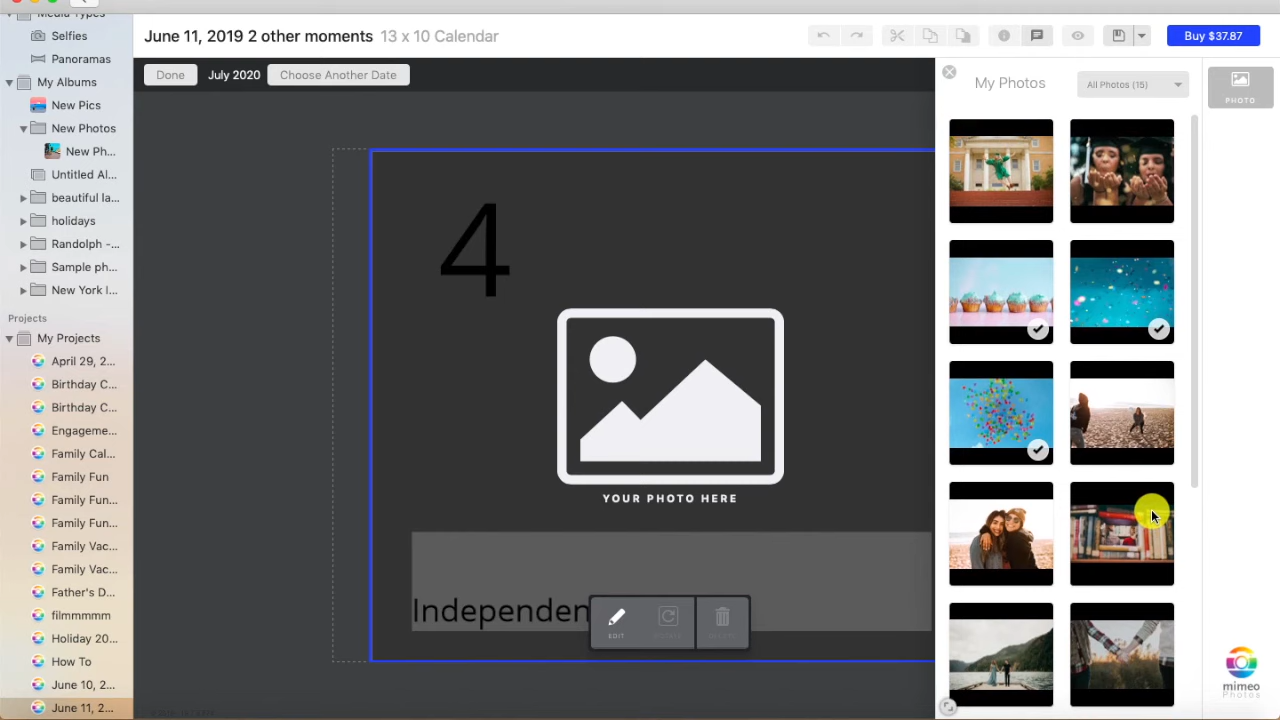 Media Types
Selfies
Panoramas
My Albums
New Pics
New Photos
New Ph...
Untitled Al...
beautiful la...
holidays
Randolph -...
Sample ph...
New York I...
Projects
My Projects
April 29, 2...
Birthday C...
Birthday C...
Engageme...
Family Cal...
Family Fun
Family Fun...
Family Fun...
Family Vac...
Family Vac...
Father's D...
filmmmmm
Holiday 20...
How To
June 10, 2...
June 11, 2...
June 11, 2019 2 other moments 13 x 10 Calendar
Buy $37.87
Done July 2020 Choose Another Date
4
YOUR PHOTO HERE
Independen
EDIT
My Photos All Photos (15)
PHOTO
mimeo
Photos